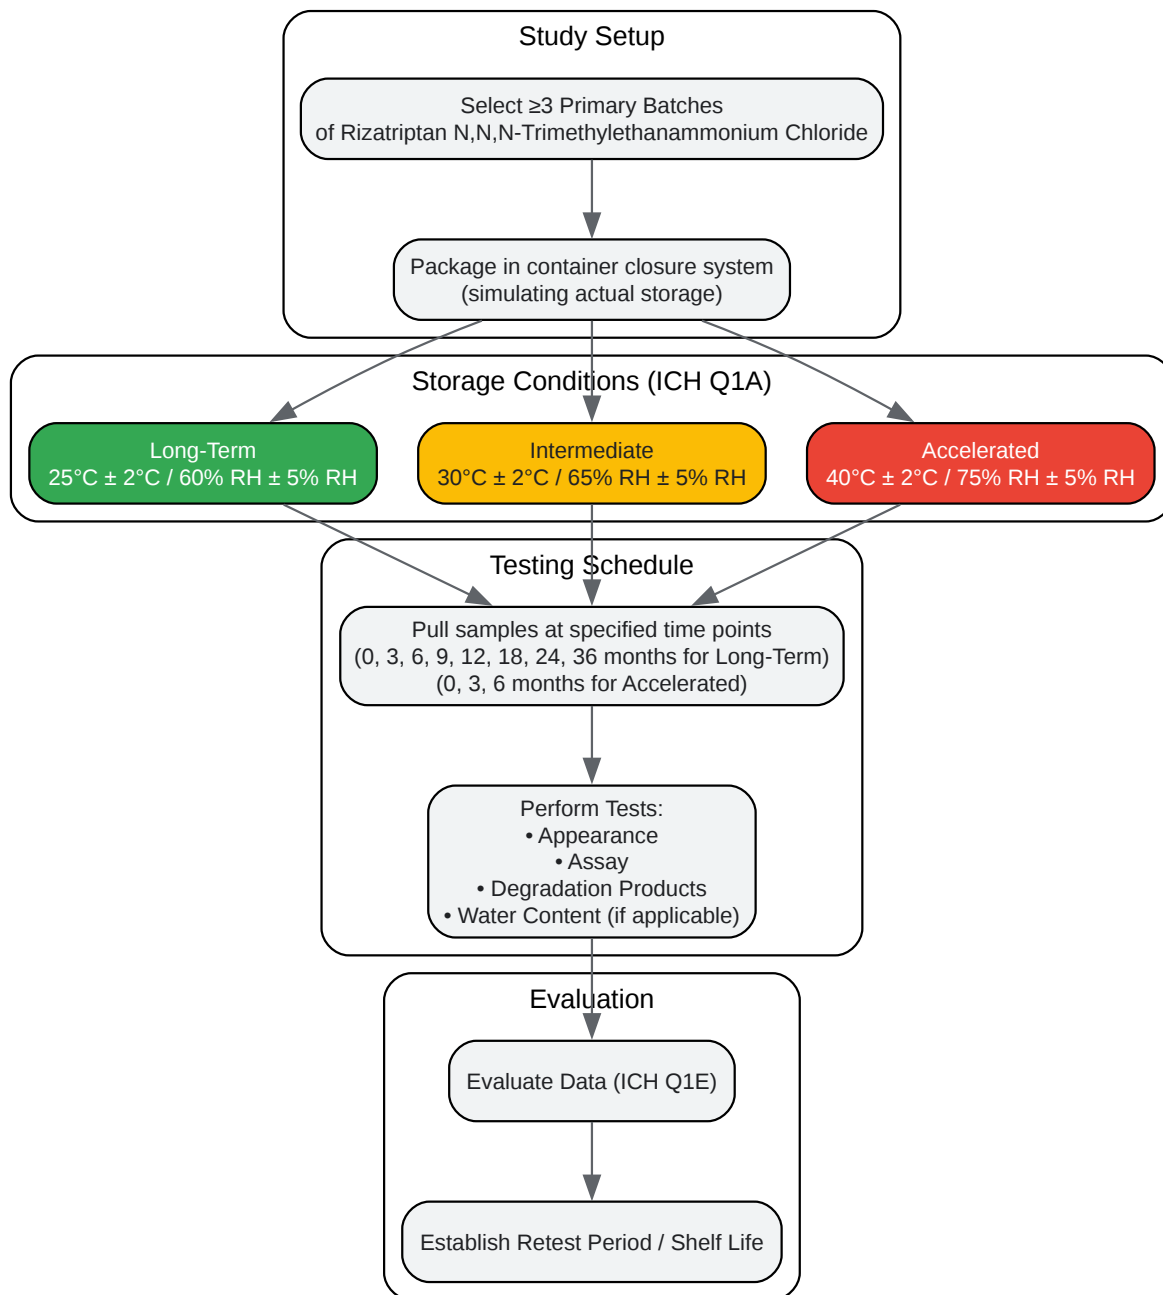 Study Setup
Select ≥3 Primary Batches
of Rizatriptan N,N,N-Trimethylethanammonium Chloride
Package in container closure system
(simulating actual storage)
Storage Conditions (ICH Q1A)
Long-Term
25°C ± 2°C / 60% RH ± 5% RH
Intermediate
30°C ± 2°C / 65% RH ± 5% RH
Accelerated
40°C ± 2°C / 75% RH ± 5% RH
Testing Schedule
Pull samples at specified time points
(0, 3, 6, 9, 12, 18, 24, 36 months for Long-Term)
(0, 3, 6 months for Accelerated)
Perform Tests:
• Appearance
• Assay
• Degradation Products
• Water Content (if applicable)
Evaluation
Evaluate Data (ICH Q1E)
Establish Retest Period / Shelf Life